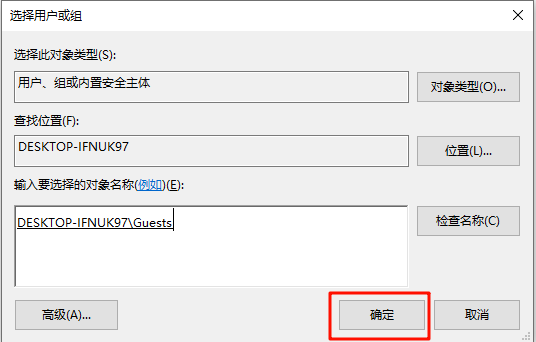 选择用户或组
选择此对象类型(S):
用户、组或内置安全主体
对象类型(O)...
查找位置(F):
DESKTOP-IFNUK97
位置(L)...
输入要选择的对象名称(例如)(E):
DESKTOP-IFNUK97\Guests
检查名称(C)
高级(A)...
确定
取消